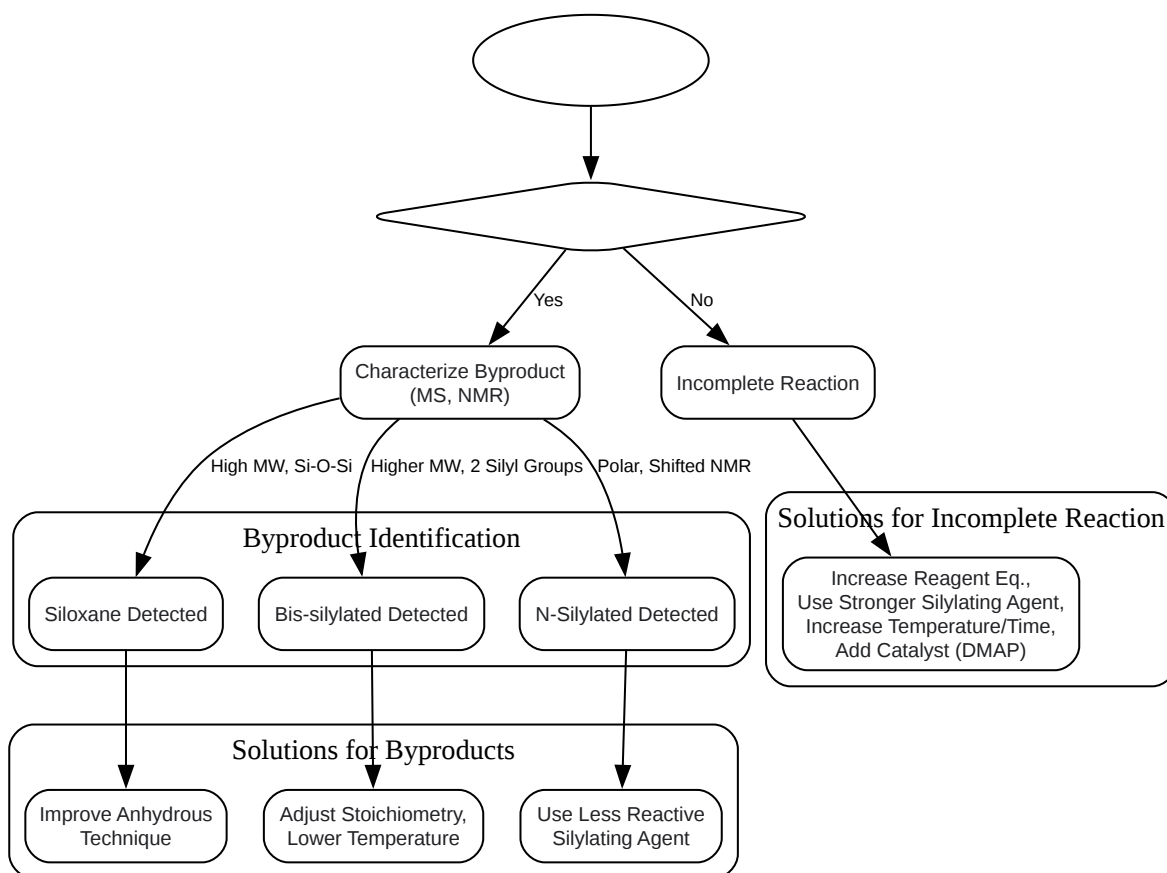 Yes
No
Characterize Byproduct
(MS, NMR)
Incomplete Reaction
High MW, Si-O-Si
Higher MW, 2 Silyl Groups
Polar, Shifted NMR
Byproduct Identification
Solutions for Incomplete Reaction
Siloxane Detected
Bis-silylated Detected
N-Silylated Detected
Increase Reagent Eq.,
Use Stronger Silylating Agent,
Increase Temperature/Time,
Add Catalyst (DMAP)
Solutions for Byproducts
Improve Anhydrous
Technique
Adjust Stoichiometry,
Lower Temperature
Use Less Reactive
Silylating Agent